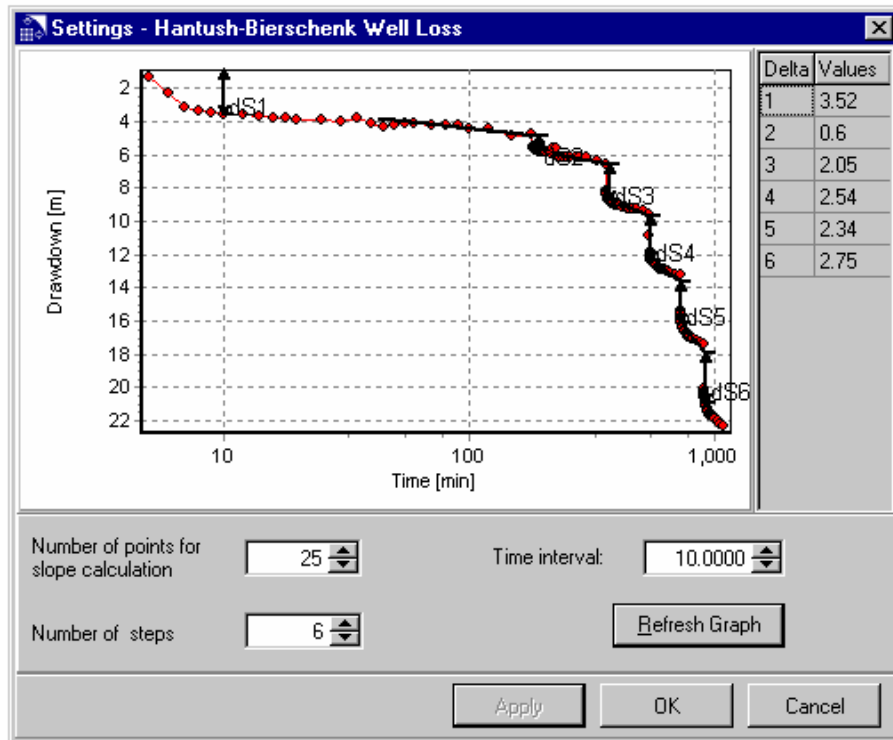 Settings - Hantush-Bierschenk Well Loss
Drawdown [m]
2
4
6
8
10
12
14
16
18
20
22
dS1
dS2
dS3
dS4
dS5
dS6
10
100
1,000
Time [min]
Delta Values
1 3.52
2 0.6
3 2.05
4 2.54
5 2.34
6 2.75
Number of points for
slope calculation
25
Time interval:
10.0000
Number of steps
6
Refresh Graph
Apply
OK
Cancel